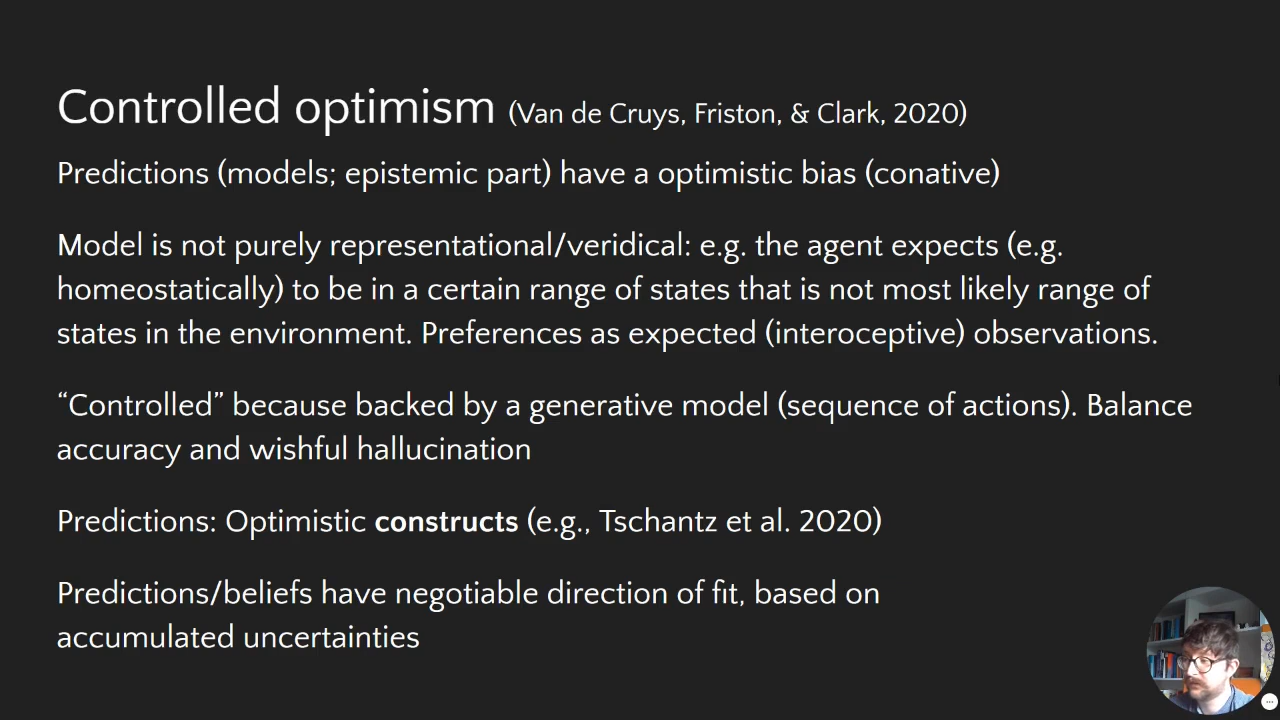 Controlled optimism (Van de Cruys, Friston, & Clark, 2020)
Predictions (models; epistemic part) have a optimistic bias (conative)
Model is not purely representational/veridical: e.g. the agent expects (e.g.
homeostatically) to be in a certain range of states that is not most likely range of
states in the environment. Preferences as expected (interoceptive) observations.
“Controlled” because backed by a generative model (sequence of actions). Balance
accuracy and wishful hallucination
Predictions: Optimistic constructs (e.g., Tschantz et al. 2020)
Predictions/beliefs have negotiable direction of fit, based on
accumulated uncertainties